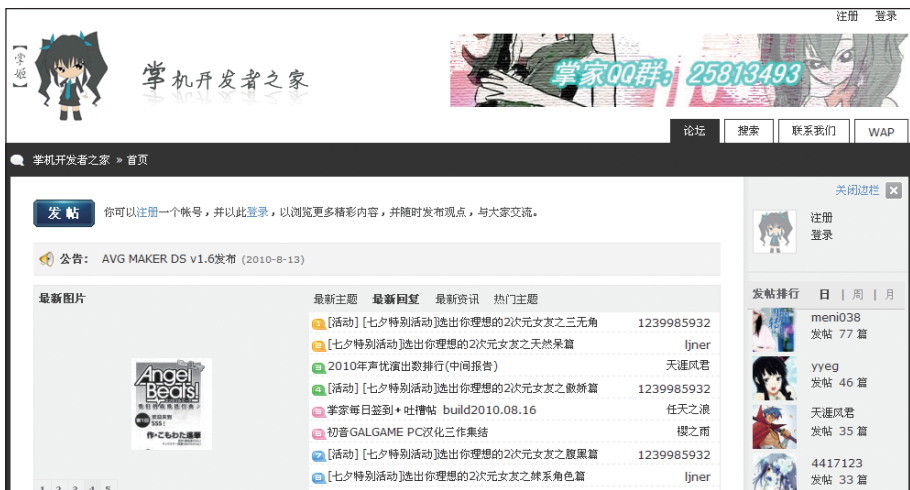 注册 登录
【掌姬】
掌机开发者之家
掌家QQ群: 25813493
论坛 搜索 联系我们 WAP
掌机开发者之家 » 首页
关闭边栏
发帖 你可以注册一个帐号，并以此登录，以浏览更多精彩内容，并随时发布观点，与大家交流。
注册
登录
公告： AVG MAKER DS v1.6发布 (2010-8-13)
最新图片
最新主题 最新回复 最新资讯 热门主题
1 [活动] [七夕特别活动]选出你理想的2次元女友之三无角 1239985932
2 [活动] [七夕特别活动]选出你理想的2次元女友之天然呆篇 ljner
3 2010年声优演出数排行(中间报告) 天涯风君
4 [活动] [七夕特别活动]选出你理想的2次元女友之傲娇篇 1239985932
5 掌家每日签到+吐槽帖 build2010.08.16 任天之浪
6 初音GALGAME PC汉化三作集结 樱之雨
7 [活动] [七夕特别活动]选出你理想的2次元女友之腹黑篇 1239985932
8 [七夕特别活动]选出你理想的2次元女友之妹系角色篇 ljner
Angel Beats!
SSS!
1 2 3 4 5
发帖排行 日 | 周 | 月
meni038
发帖 77 篇
yyeg
发帖 46 篇
天涯风君
发帖 35 篇
4417123
发帖 33 篇